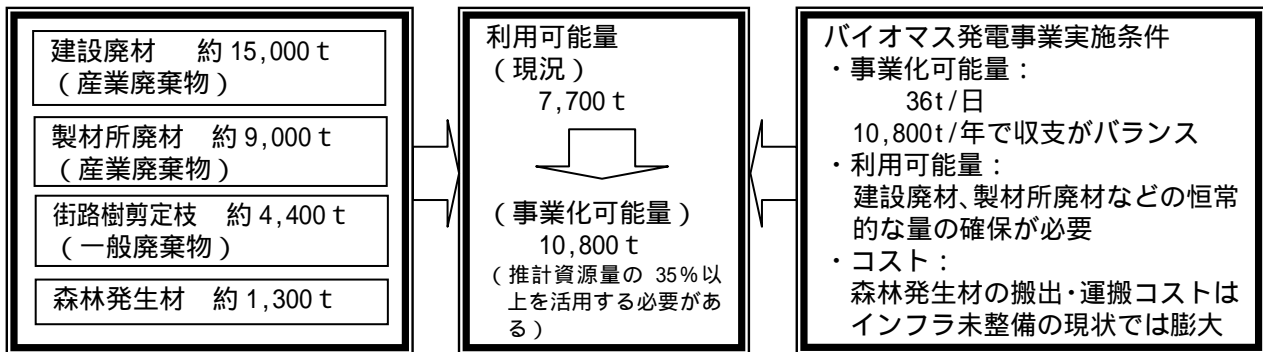 建設廃材 約15,000t
(産業廃棄物)
製材所廃材 約9,000t
(産業廃棄物)
街路樹剪定枝 約4,400t
(一般廃棄物)
森林発生材 約1,300t
利用可能量
(現況)
7,700t
(事業化可能量)
10,800t
(推計資源量の 35%以
上を活用する必要があ
る)
バイオマス発電事業実施条件
・事業化可能量:
36t/日
10,800t/年で収支がバランス
・利用可能量:
建設廃材、製材所廃材などの恒常
的な量の確保が必要
・コスト:
森林発生材の搬出・運搬コストは
インフラ未整備の現状では膨大